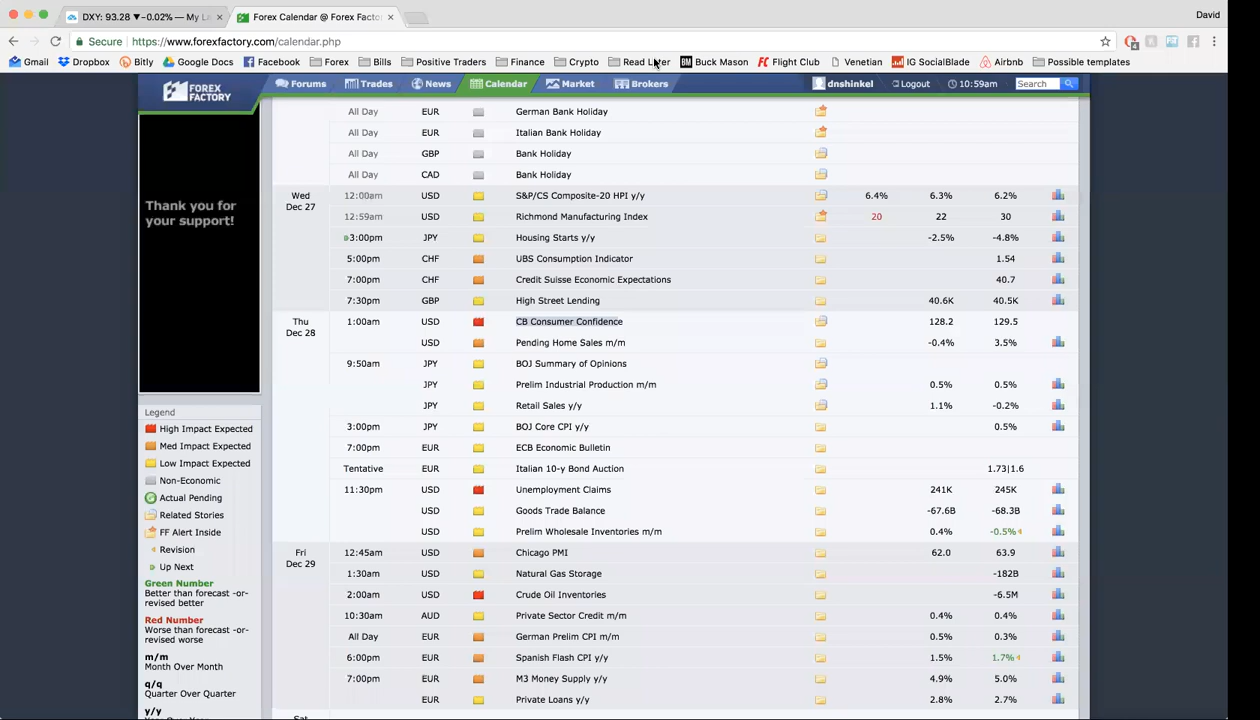 DXY: 93.28 ▼−0.02% — My L
Forex Calendar @ Forex Factor
David
Secure https://www.forexfactory.com/calendar.php
4
Gmail Dropbox Bitly Google Docs Facebook Forex Bills Positive Traders Finance Crypto Read Later BM Buck Mason Flight Club Venetian IG SocialBlade Airbnb Possible templates
FOREX FACTORY Forums Trades News Calendar Market Brokers dnshinkel Logout 10:59am Search
Thank you for
your support!
All Day EUR German Bank Holiday
All Day EUR Italian Bank Holiday
All Day GBP Bank Holiday
All Day CAD Bank Holiday
Wed Dec 27 12:00am USD S&P/CS Composite-20 HPI y/y 6.4% 6.3% 6.2%
12:59am USD Richmond Manufacturing Index 20 22 30
3:00pm JPY Housing Starts y/y -2.5% -4.8%
5:00pm CHF UBS Consumption Indicator 1.54
7:00pm CHF Credit Suisse Economic Expectations 40.7
7:30pm GBP High Street Lending 40.6K 40.5K
Thu Dec 28 1:00am USD CB Consumer Confidence 128.2 129.5
USD Pending Home Sales m/m -0.4% 3.5%
9:50am JPY BOJ Summary of Opinions
JPY Prelim Industrial Production m/m 0.5% 0.5%
JPY Retail Sales y/y 1.1% -0.2%
3:00pm JPY BOJ Core CPI y/y 0.5%
7:00pm EUR ECB Economic Bulletin
Tentative EUR Italian 10-y Bond Auction 1.73|1.6
11:30pm USD Unemployment Claims 241K 245K
USD Goods Trade Balance -67.6B -68.3B
USD Prelim Wholesale Inventories m/m 0.4% -0.5%
Fri Dec 29 12:45am USD Chicago PMI 62.0 63.9
1:30am USD Natural Gas Storage -182B
2:00am USD Crude Oil Inventories -6.5M
10:30am AUD Private Sector Credit m/m 0.4% 0.4%
All Day EUR German Prelim CPI m/m 0.5% 0.3%
6:00pm EUR Spanish Flash CPI y/y 1.5% 1.7%
7:00pm EUR M3 Money Supply y/y 4.9% 5.0%
EUR Private Loans y/y 2.8% 2.7%
Legend
High Impact Expected
Med Impact Expected
Low Impact Expected
Non-Economic
Actual Pending
Related Stories
FF Alert Inside
Revision
Up Next
Green Number
Better than forecast -or-
revised better
Red Number
Worse than forecast -or-
revised worse
m/m
Month Over Month
q/q
Quarter Over Quarter
y/y